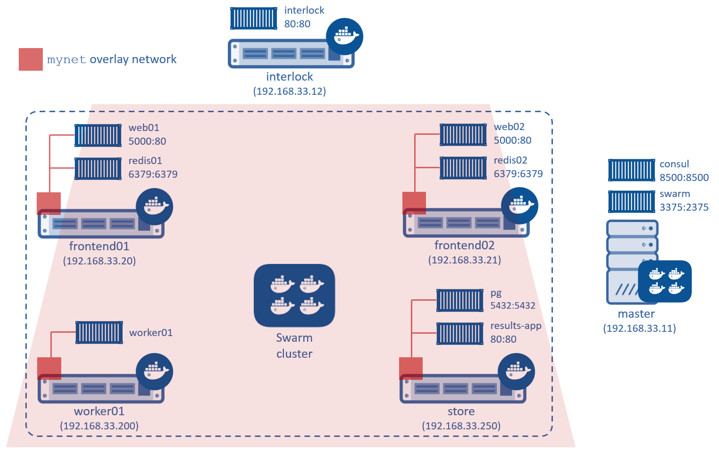 interlock
80:80
mynet overlay network
interlock
(192.168.33.12)
web01
5000:80
redis01
6379:6379
frontend01
(192.168.33.20)
web02
5000:80
redis02
6379:6379
frontend02
(192.168.33.21)
consul
8500:8500
swarm
3375:2375
master
(192.168.33.11)
Swarm
cluster
worker01
worker01
(192.168.33.200)
pg
5432:5432
results-app
80:80
store
(192.168.33.250)